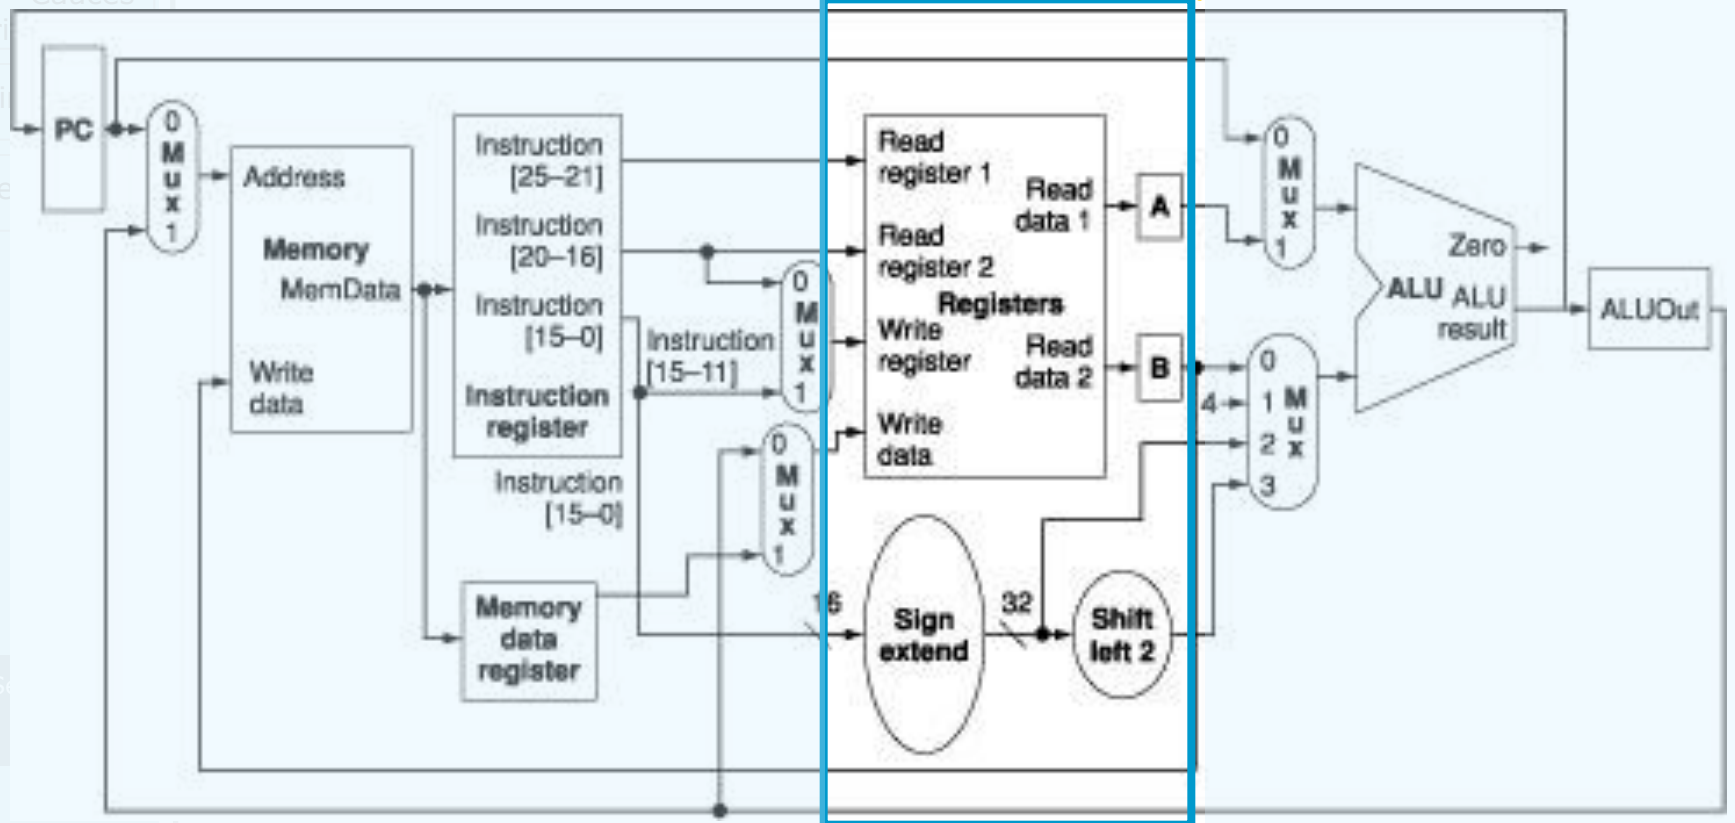 PC
0
M
u
x
1
Address
Memory
MemData
Write
data
Instruction
[25–21]
Instruction
[20–16]
Instruction
[15–0]
Instruction
register
Instruction
[15–0]
Instruction
[15–11]
Memory
data
register
0
M
u
x
1
0
M
u
x
1
16
Read
register 1
Read
register 2
Registers
Write
register
Write
data
Read
data 1
Read
data 2
A
B
Sign
extend
32
Shift
left 2
4
0
M
u
x
1
0
1 M
u
2 x
3
Zero
ALU
ALU
result
ALUOut